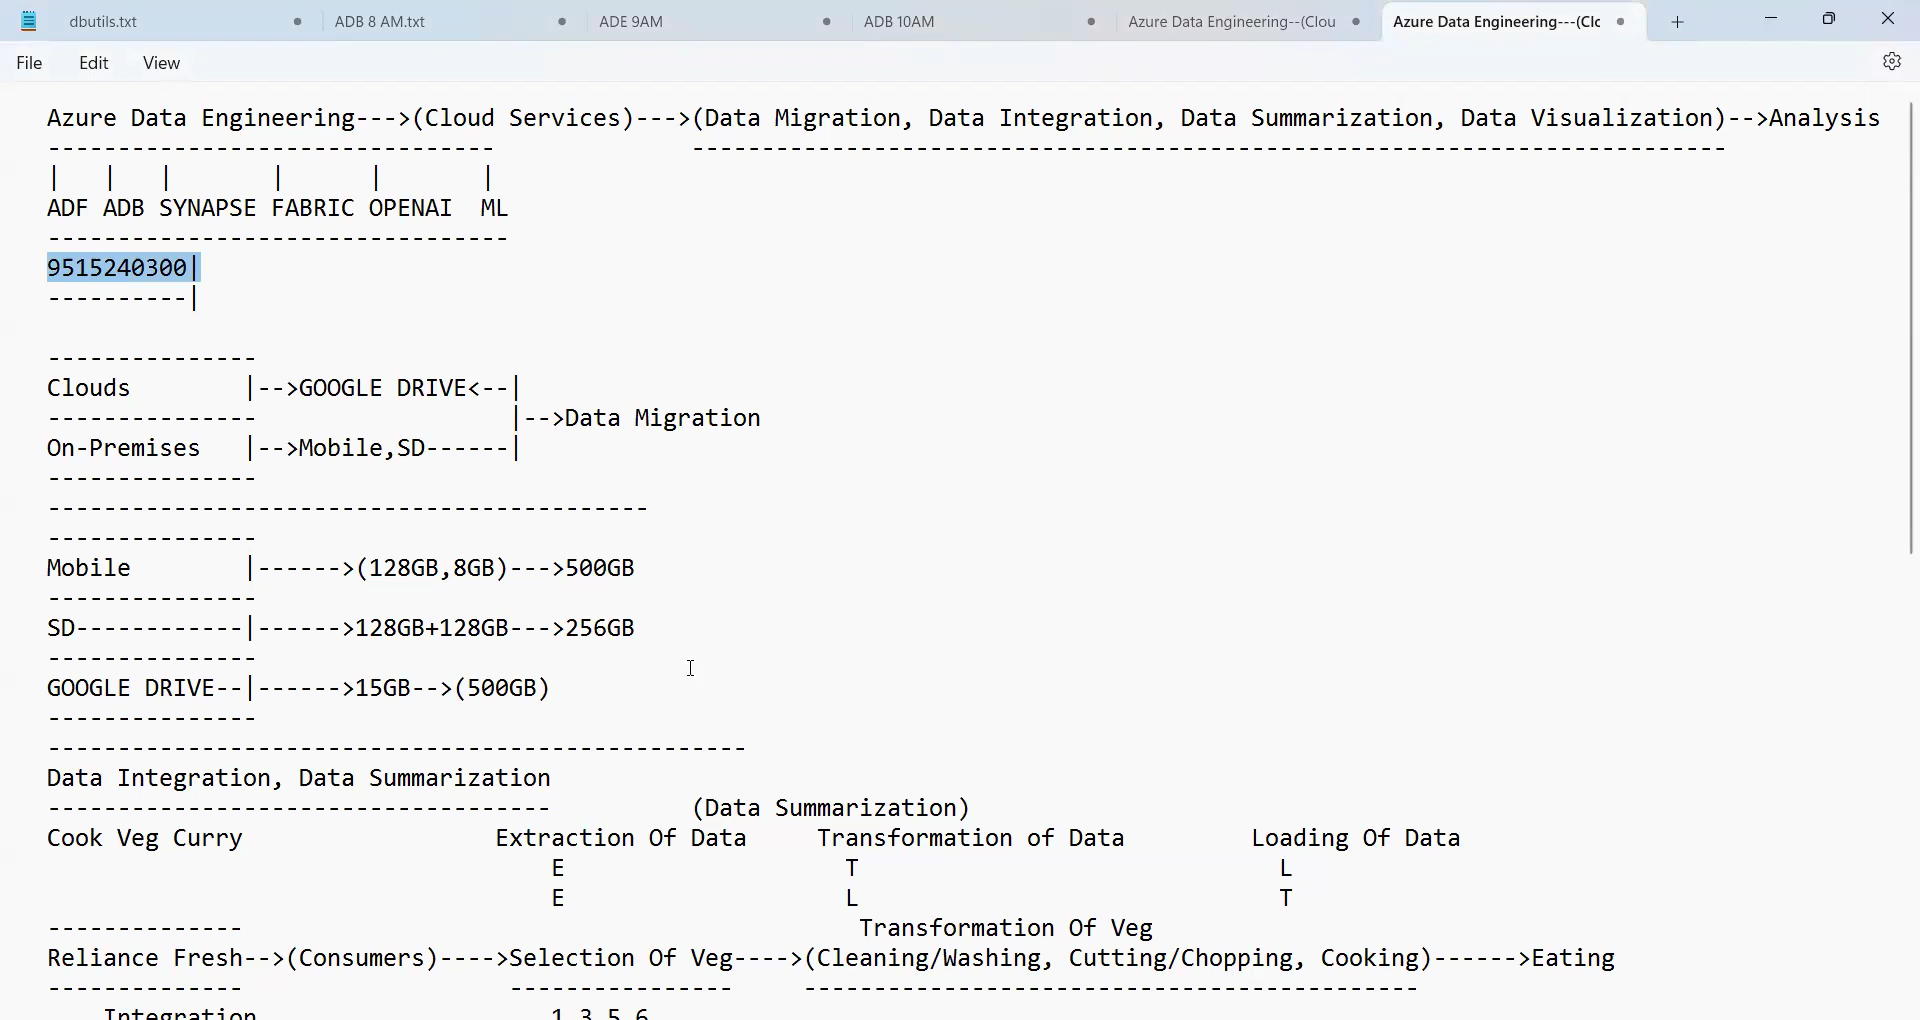 dbutils.txt ADB 8 AM.txt ADE 9AM ADB 10AM Azure Data Engineering--(Clou Azure Data Engineering---(Clc
File Edit View
Azure Data Engineering--->(Cloud Services)--->(Data Migration, Data Integration, Data Summarization, Data Visualization)-->Analysis
-------------------------------- --------------------------------------------------------------------------
| | | | | |
ADF ADB SYNAPSE FABRIC OPENAI ML
---------------------------------
9515240300|
----------|
---------------
Clouds |-->GOOGLE DRIVE<--|
--------------- |-->Data Migration
On-Premises |-->Mobile,SD------|
---------------
-------------------------------------------
---------------
Mobile |------>(128GB,8GB)--->500GB
---------------
SD------------|------>128GB+128GB--->256GB
---------------
GOOGLE DRIVE--|------>15GB-->(500GB)
---------------
--------------------------------------------------
Data Integration, Data Summarization
------------------------------------ (Data Summarization)
Cook Veg Curry Extraction Of Data Transformation of Data Loading Of Data
E T L
E L T
-------------- Transformation Of Veg
Reliance Fresh-->(Consumers)---->Selection Of Veg---->(Cleaning/Washing, Cutting/Chopping, Cooking)------>Eating
-------------- ---------------- --------------------------------------------
Integration 1 3 5 6